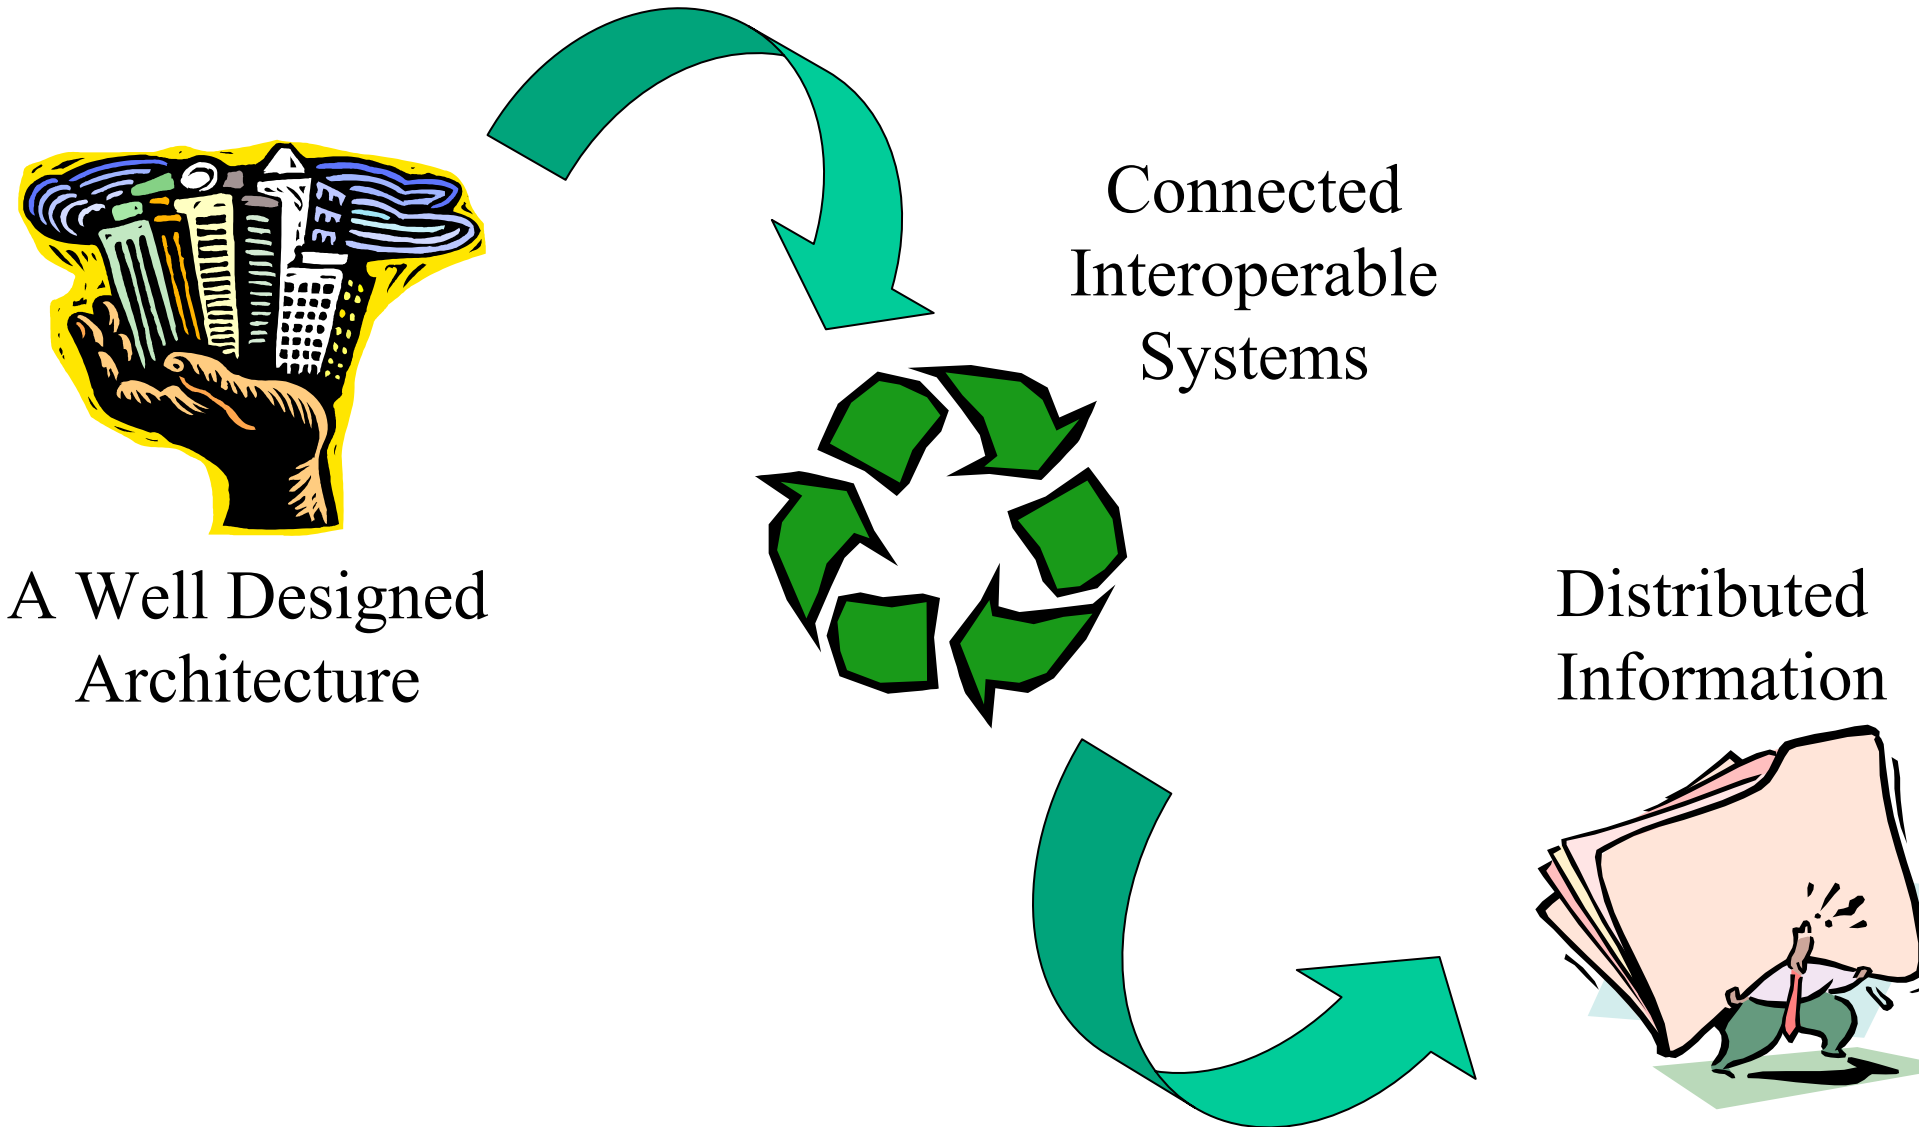 A Well Designed
Architecture
Connected
Interoperable
Systems
Distributed
Information